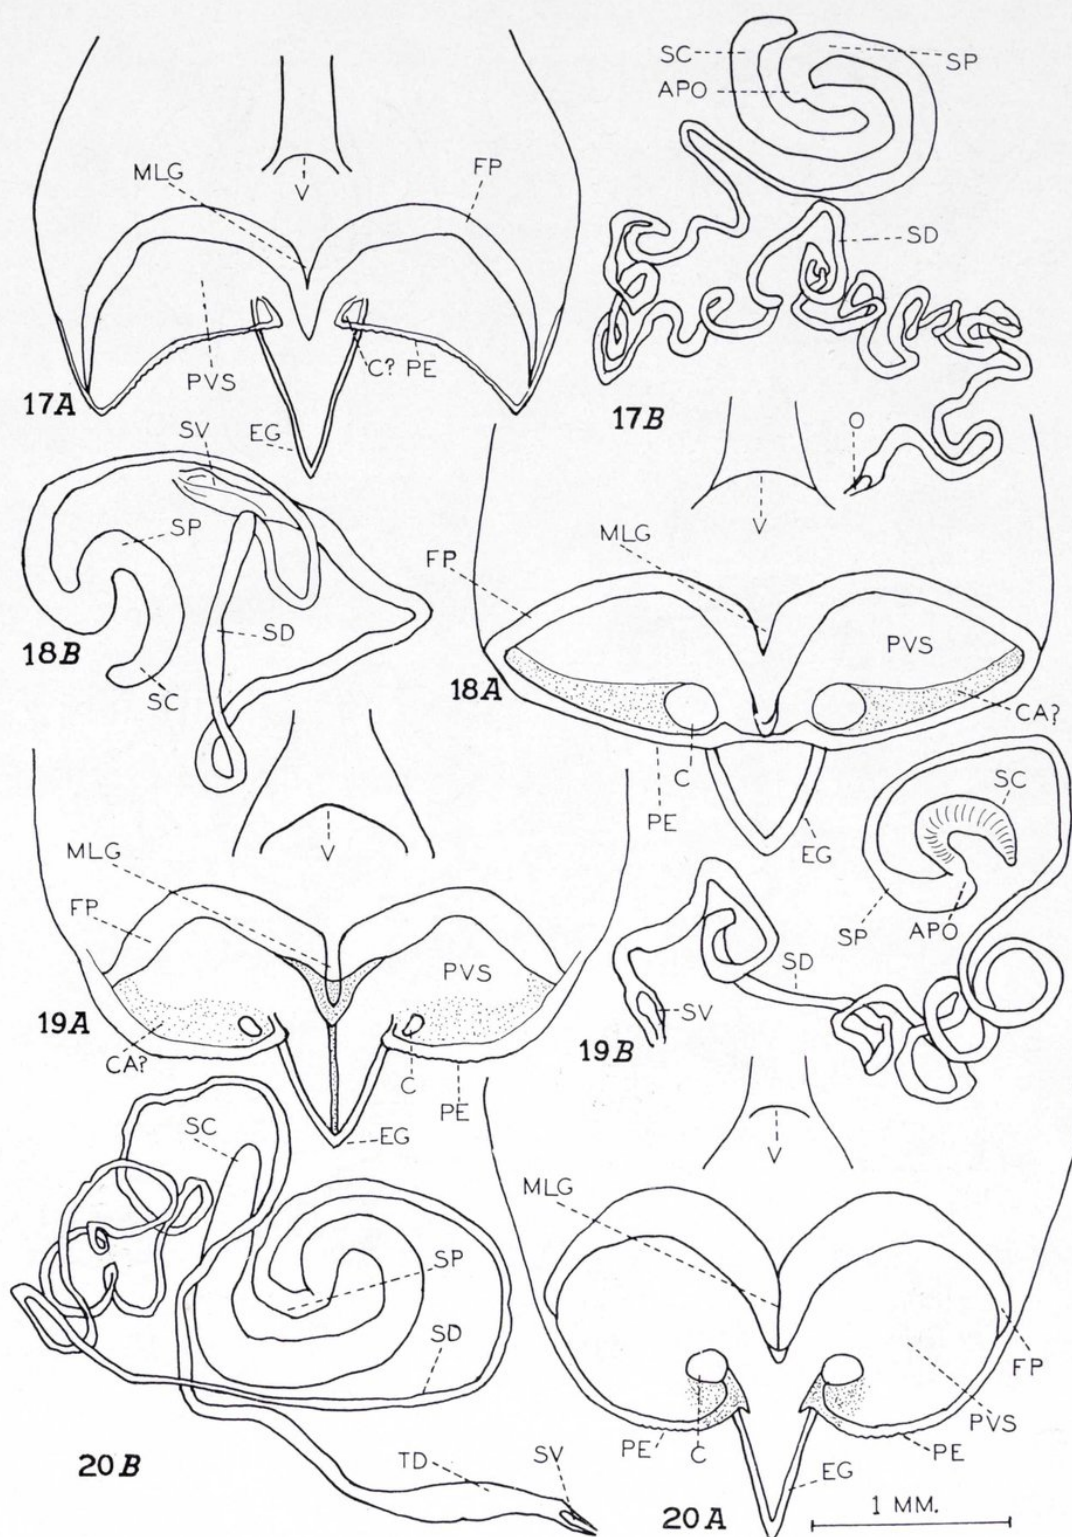 SC
SP
APO
MLG
FP
V
SD
C? PE
PVS
17A
17B
SV
EG
O
V
SP
MLG
FP
SD
PVS
18B
18A
SC
CA?
C
SC
PE
V
EG
MLG
FP
SP
APO
PVS
SD
19A
SV
19B
CA?
C
PE
SC
EG
V
MLG
SP
SD
FP
PVS
PE
C
PE
20B
TD
SV
EG
20A
1 MM.